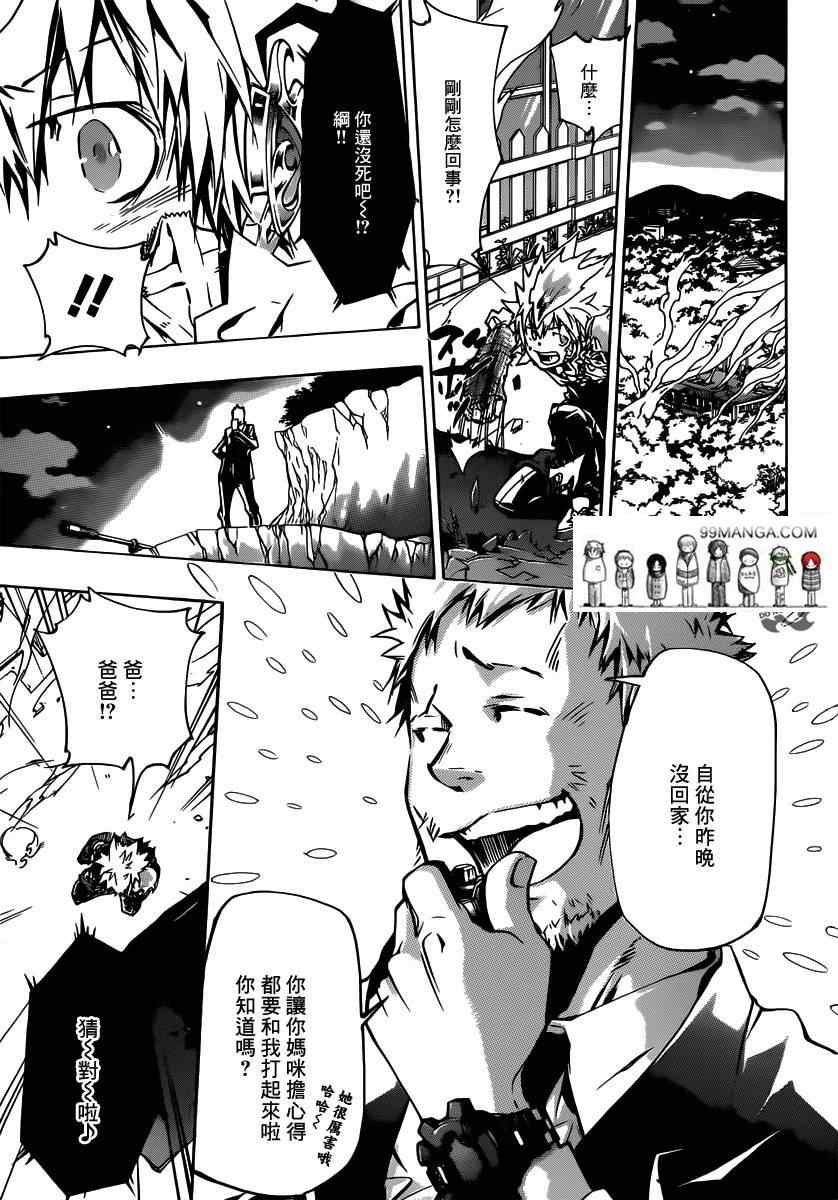 什麼…
剛剛怎麼回事?!
你還沒死吧~!?
綱!!
!!
99MANGA.COM
自從你昨晚
沒回家…
爸…
爸爸!?
你讓你媽咪擔心得
都要和我打起來啦
你知道嗎？
她很厲害哦
哈哈~
猜~對~啦♪